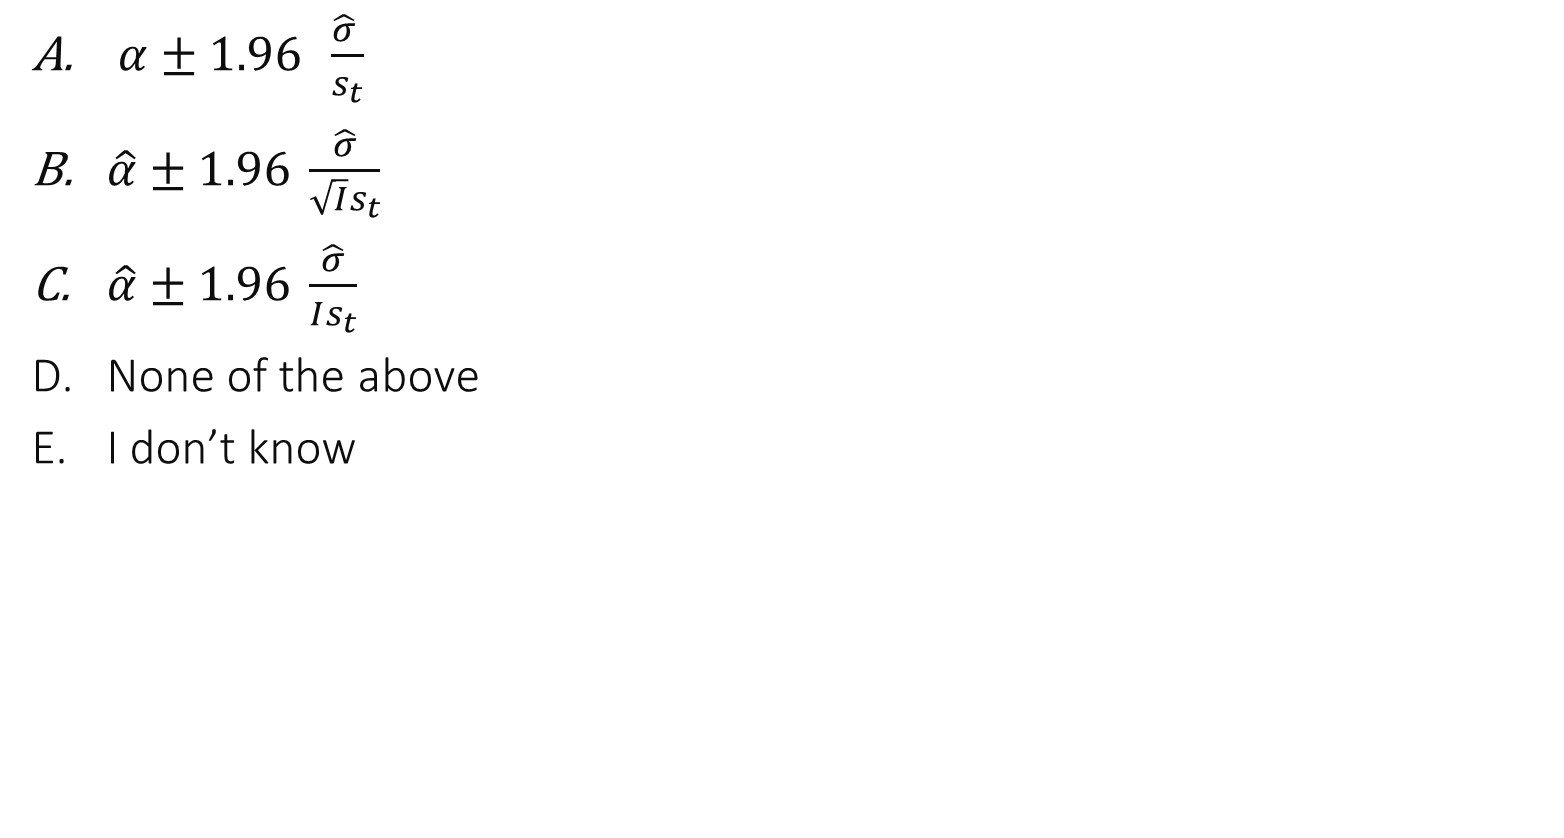 A. α ± 1.96 σ̂/s_t
B. α̂ ± 1.96 σ̂/(√I s_t)
C. α̂ ± 1.96 σ̂/(I s_t)
D. None of the above
E. I don’t know